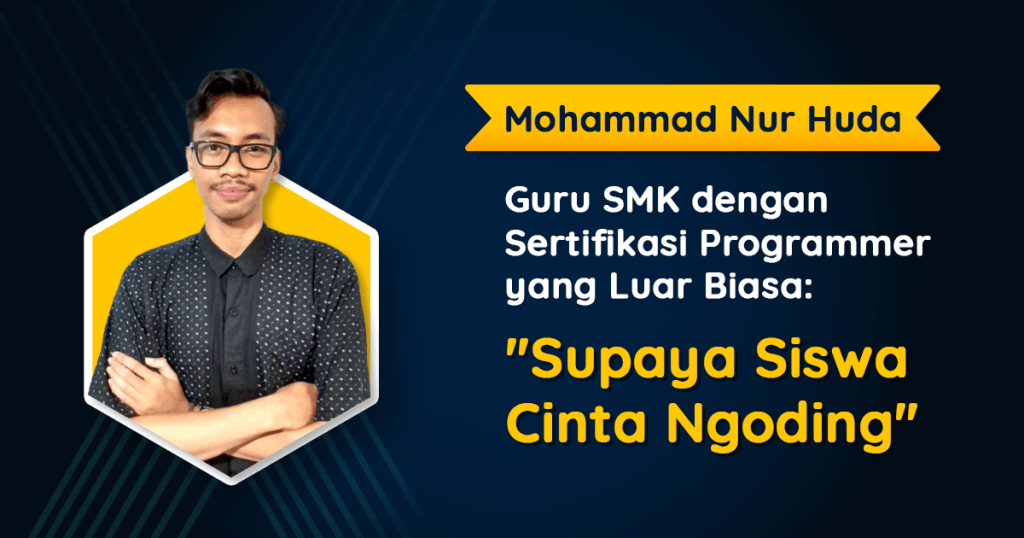 Mohammad Nur Huda
Guru SMK dengan
Sertifikasi Programmer
yang Luar Biasa:
"Supaya Siswa
Cinta Ngoding"